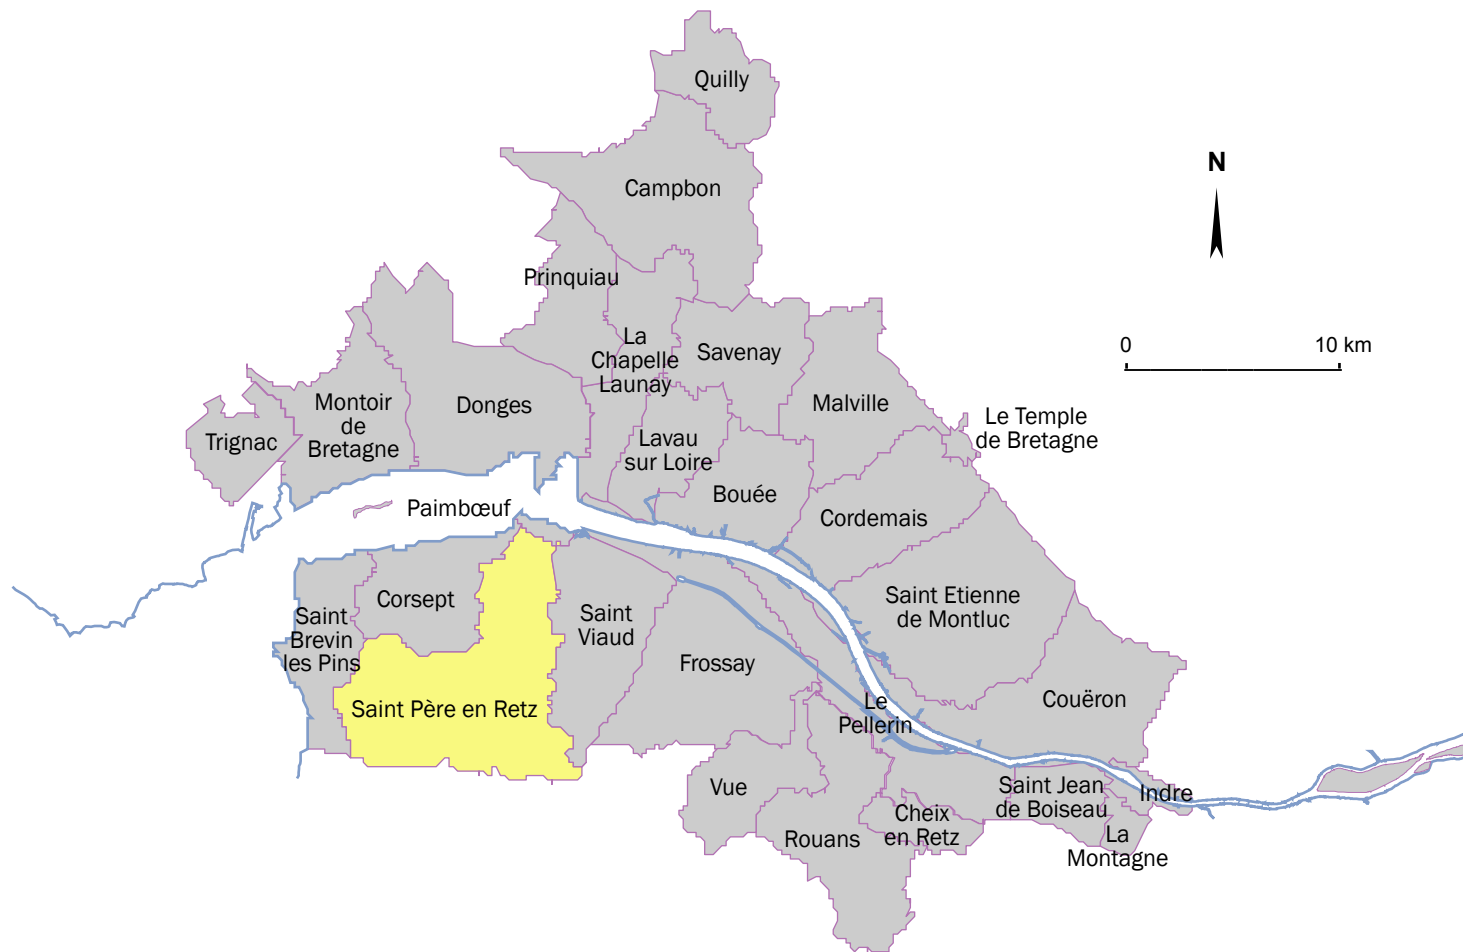 Quilly
N
Campbon
Prinquiau
0 10 km
La
Chapelle
Launay
Savenay
Montoir
de
Bretagne
Donges
Malville
Le Temple
de Bretagne
Trignac
Lavau
sur Loire
Bouée
Paimbœuf
Cordemais
Corsept
Saint Etienne
de Montluc
Saint
Brevin
les Pins
Saint
Viaud
Frossay
Saint Père en Retz
Le
Pellerin
Couëron
Vue
Saint Jean
de Boiseau
Indre
Rouans
Cheix
en Retz
La
Montagne